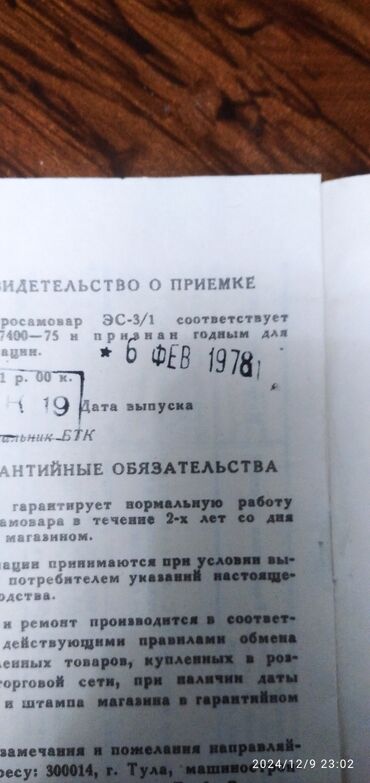 ВИДЕТЕЛЬСТВО О ПРИЕМКЕ
росамовар ЭС-3/1 соответствует
7400—75 и признан годным для
ации.
★ 6 ФЕВ 1978
1 р. 00 к.
К 19 Дата выпуска
альник БТК
АНТИЙНЫЕ ОБЯЗАТЕЛЬСТВА
гарантирует нормальную работу
амовара в течение 2-х лет со дня
магазином.
ации принимаются при условии вы-
потребителем указаний настояще-
водства.
и ремонт производится в соответ-
действующими правилами обмена
ленных товаров, купленных в роз-
торговой сети, при наличии даты
и штампа магазина в гарантийном
замечания и пожелания направляй-
ресу: 300014, г. Тула, машиностро
2024/12/9 23:02